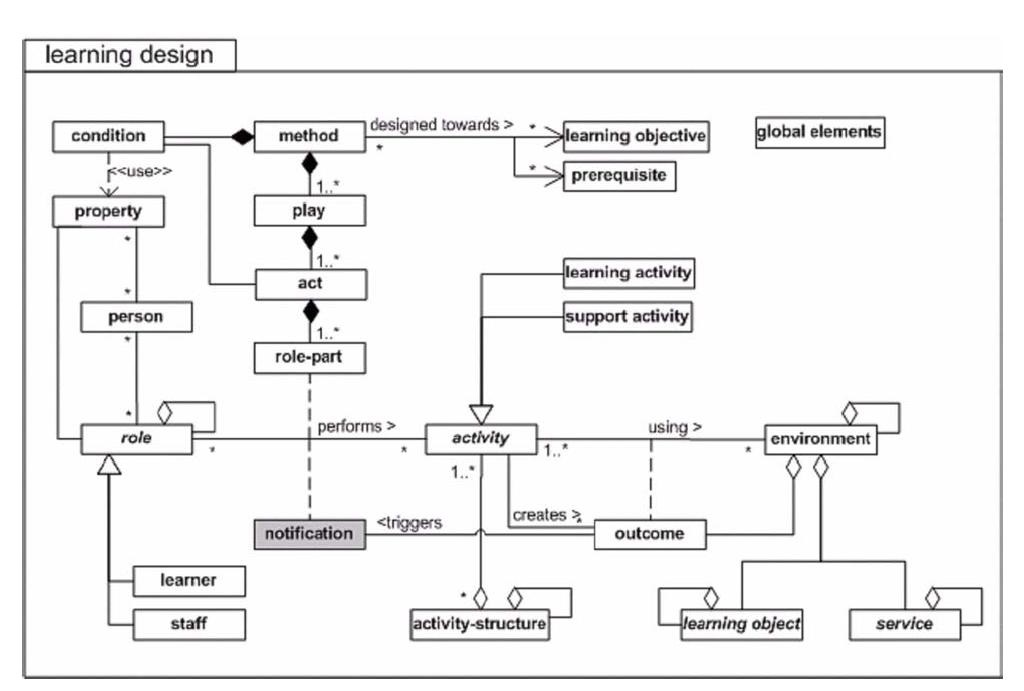 learning design
condition
method
designed towards >
*
*
learning objective
global elements
<<use>>
1..*
*
prerequisite
property
play
*
1..*
act
learning activity
*
person
support activity
*
1..*
role-part
*
role
*
performs >
*
activity
1..*
using >
*
environment
1..*
notification
<triggers
creates >
*
outcome
learner
*
staff
activity-structure
learning object
service